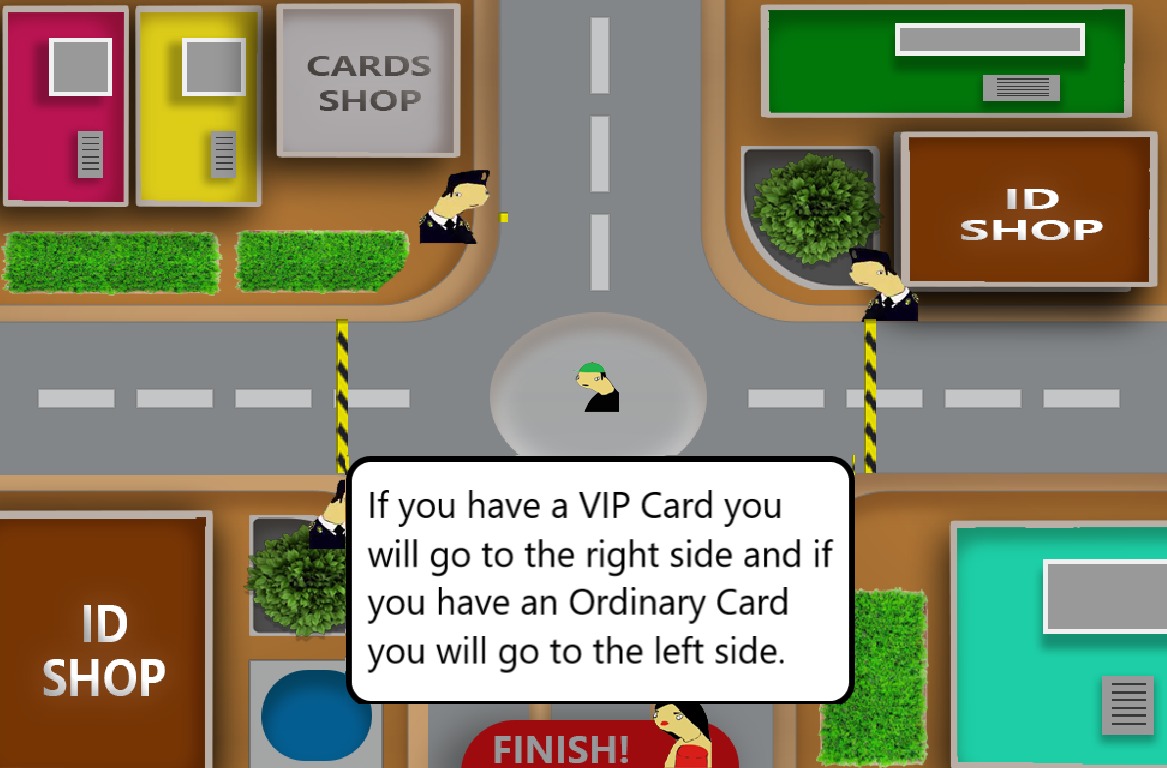 CARDS
SHOP
ID
SHOP
If you have a VIP Card you
will go to the right side and if
you have an Ordinary Card
you will go to the left side.
ID
SHOP
FINISH!